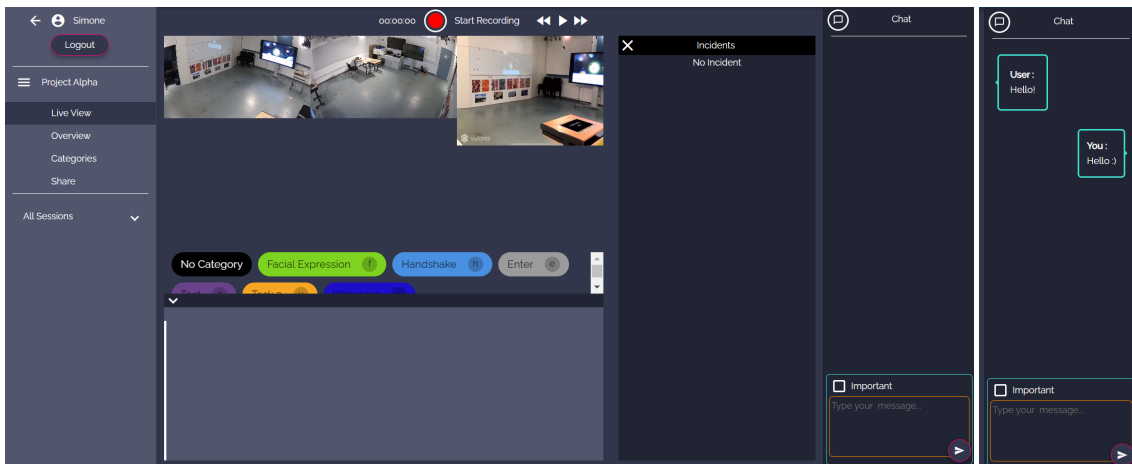 Simone
Logout
Project Alpha
Live View
Overview
Categories
Share
All Sessions
00:00:00
Start Recording
No Category
Facial Expression f
Handshake h
Enter e
Incidents
No Incident
Chat
Important
Type your message...
Chat
User :
Hello!
You :
Hello :)
Important
Type your message...